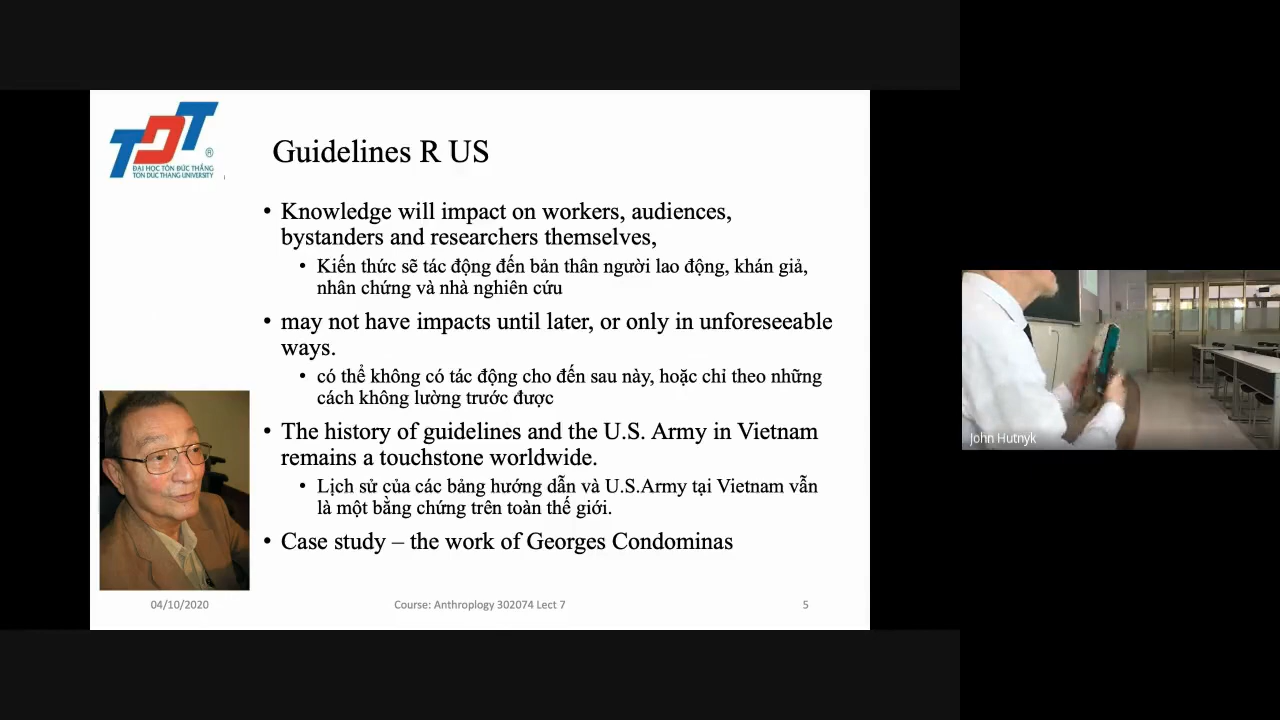 TDT
®
ĐẠI HỌC TÔN ĐỨC THẮNG
TON DUC THANG UNIVERSITY
Guidelines R US
• Knowledge will impact on workers, audiences,
bystanders and researchers themselves,
• Kiến thức sẽ tác động đến bản thân người lao động, khán giả,
nhân chứng và nhà nghiên cứu
• may not have impacts until later, or only in unforeseeable
ways.
• có thể không có tác động cho đến sau này, hoặc chỉ theo những
cách không lường trước được
• The history of guidelines and the U.S. Army in Vietnam
remains a touchstone worldwide.
• Lịch sử của các bảng hướng dẫn và U.S.Army tại Vietnam vẫn
là một bằng chứng trên toàn thế giới.
• Case study – the work of Georges Condominas
04/10/2020
Course: Anthroplogy 302074 Lect 7
5
John Hutnyk